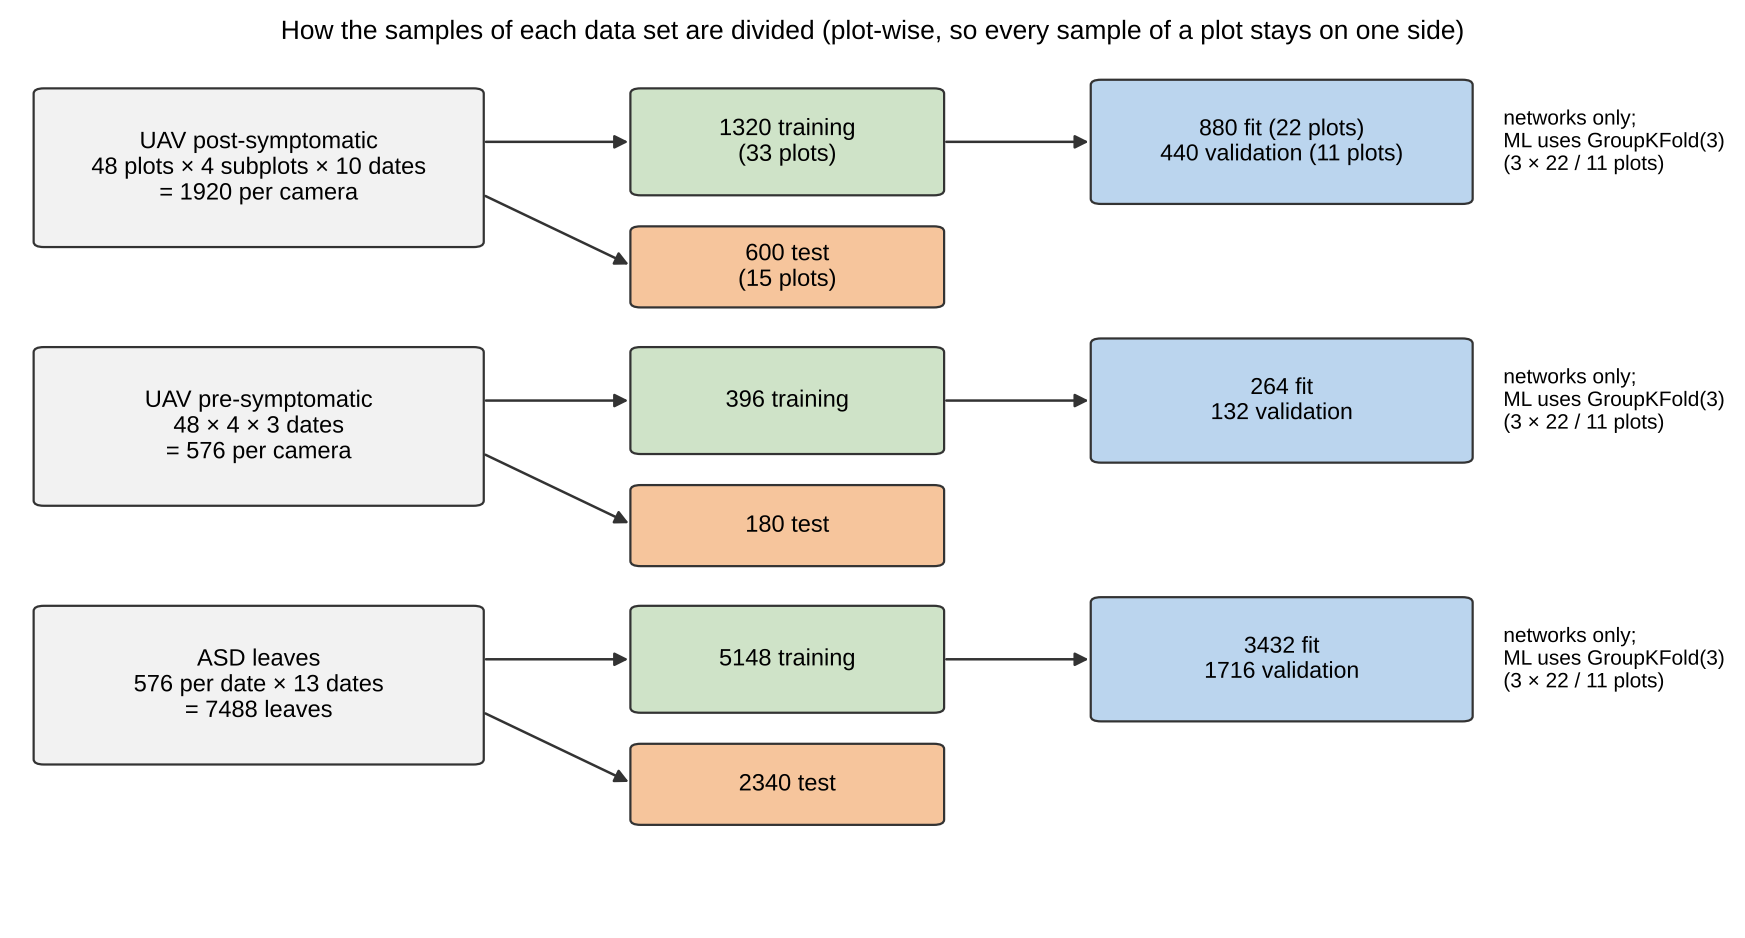 How the samples of each data set are divided (plot-wise, so every sample of a plot stays on one side)
UAV post-symptomatic
48 plots × 4 subplots × 10 dates
= 1920 per camera
1320 training
(33 plots)
600 test
(15 plots)
880 fit (22 plots)
440 validation (11 plots)
networks only;
ML uses GroupKFold(3)
(3 × 22 / 11 plots)
UAV pre-symptomatic
48 × 4 × 3 dates
= 576 per camera
396 training
180 test
264 fit
132 validation
networks only;
ML uses GroupKFold(3)
(3 × 22 / 11 plots)
ASD leaves
576 per date × 13 dates
= 7488 leaves
5148 training
2340 test
3432 fit
1716 validation
networks only;
ML uses GroupKFold(3)
(3 × 22 / 11 plots)